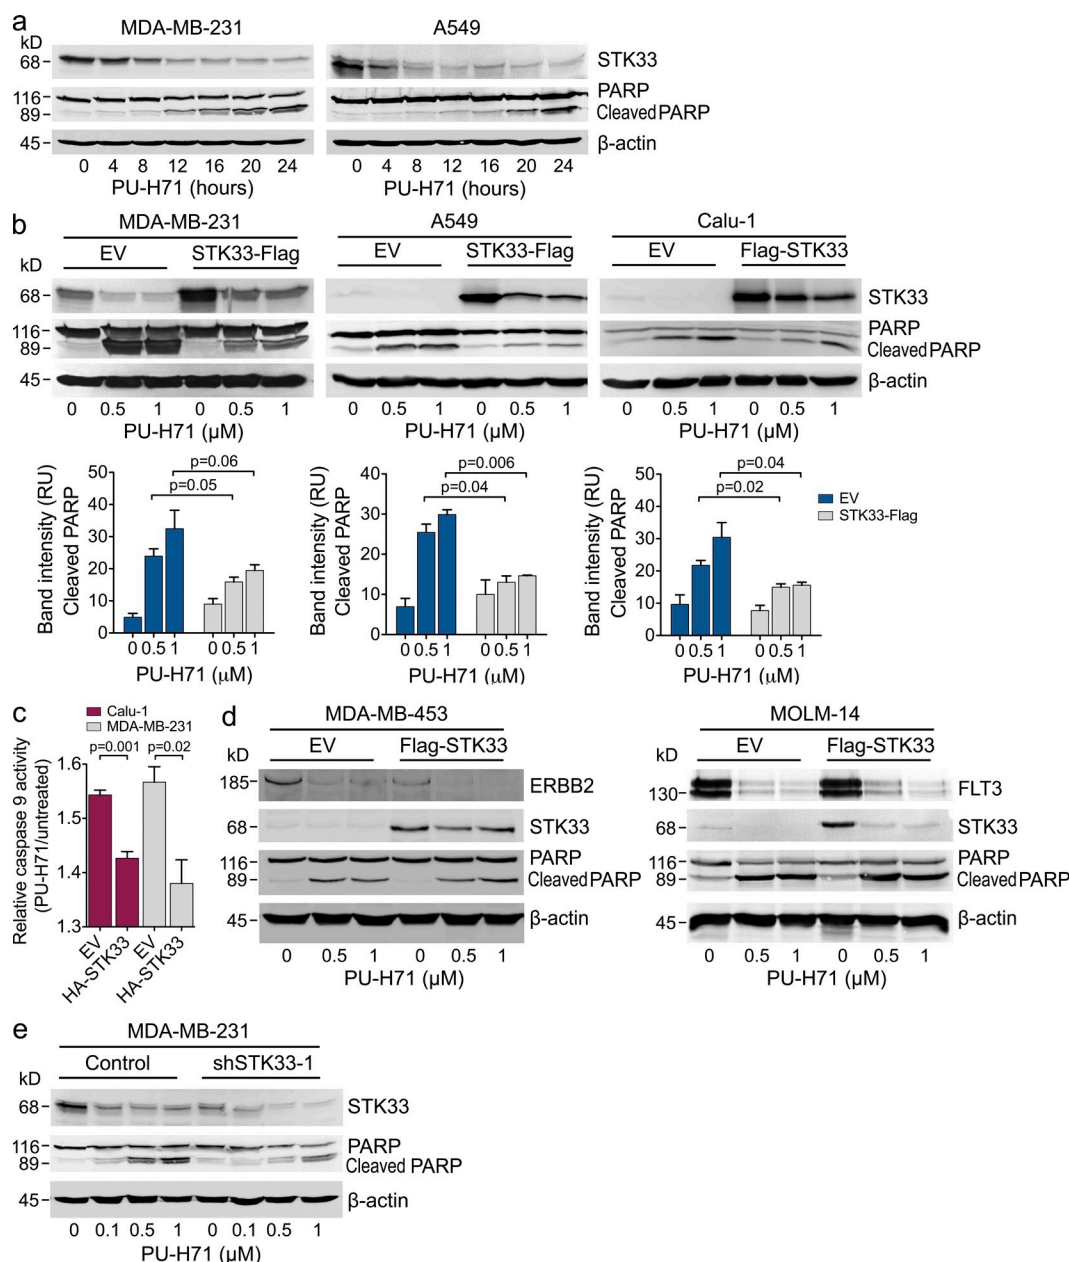 a
MDA-MB-231 A549
kD
68 STK33
116 PARP
89 Cleaved PARP
45 β-actin
0 4 8 12 16 20 24 0 4 8 12 16 20 24
PU-H71 (hours) PU-H71 (hours)
b
MDA-MB-231 A549 Calu-1
EV STK33-Flag EV STK33-Flag EV Flag-STK33
kD
68 STK33
116 PARP
89 Cleaved PARP
45 β-actin
0 0.5 1 0 0.5 1 0 0.5 1 0 0.5 1 0 0.5 1 0 0.5 1
PU-H71 (µM) PU-H71 (µM) PU-H71 (µM)
Band intensity (RU)
Cleaved PARP
50
40
30
20
10
0
p=0.06
p=0.05
0 0.5 1 0 0.5 1
PU-H71 (µM)
Band intensity (RU)
Cleaved PARP
40
30
20
10
0
p=0.006
p=0.04
0 0.5 1 0 0.5 1
PU-H71 (µM)
Band intensity (RU)
Cleaved PARP
50
40
30
20
10
0
p=0.04
p=0.02
0 0.5 1 0 0.5 1
PU-H71 (µM)
EV
STK33-Flag
c
Calu-1
MDA-MB-231
p=0.001 p=0.02
Relative caspase 9 activity
(PU-H71/untreated)
1.6
1.5
1.4
1.3
EV
HA-STK33
EV
HA-STK33
d
MDA-MB-453
EV Flag-STK33
kD
185 ERBB2
68 STK33
116 PARP
89 Cleaved PARP
45 β-actin
0 0.5 1 0 0.5 1
PU-H71 (µM)
MOLM-14
EV Flag-STK33
kD
130 FLT3
68 STK33
116 PARP
89 Cleaved PARP
45 β-actin
0 0.5 1 0 0.5 1
PU-H71 (µM)
e
MDA-MB-231
Control shSTK33-1
kD
68 STK33
116 PARP
89 Cleaved PARP
45 β-actin
0 0.1 0.5 1 0 0.1 0.5 1
PU-H71 (µM)